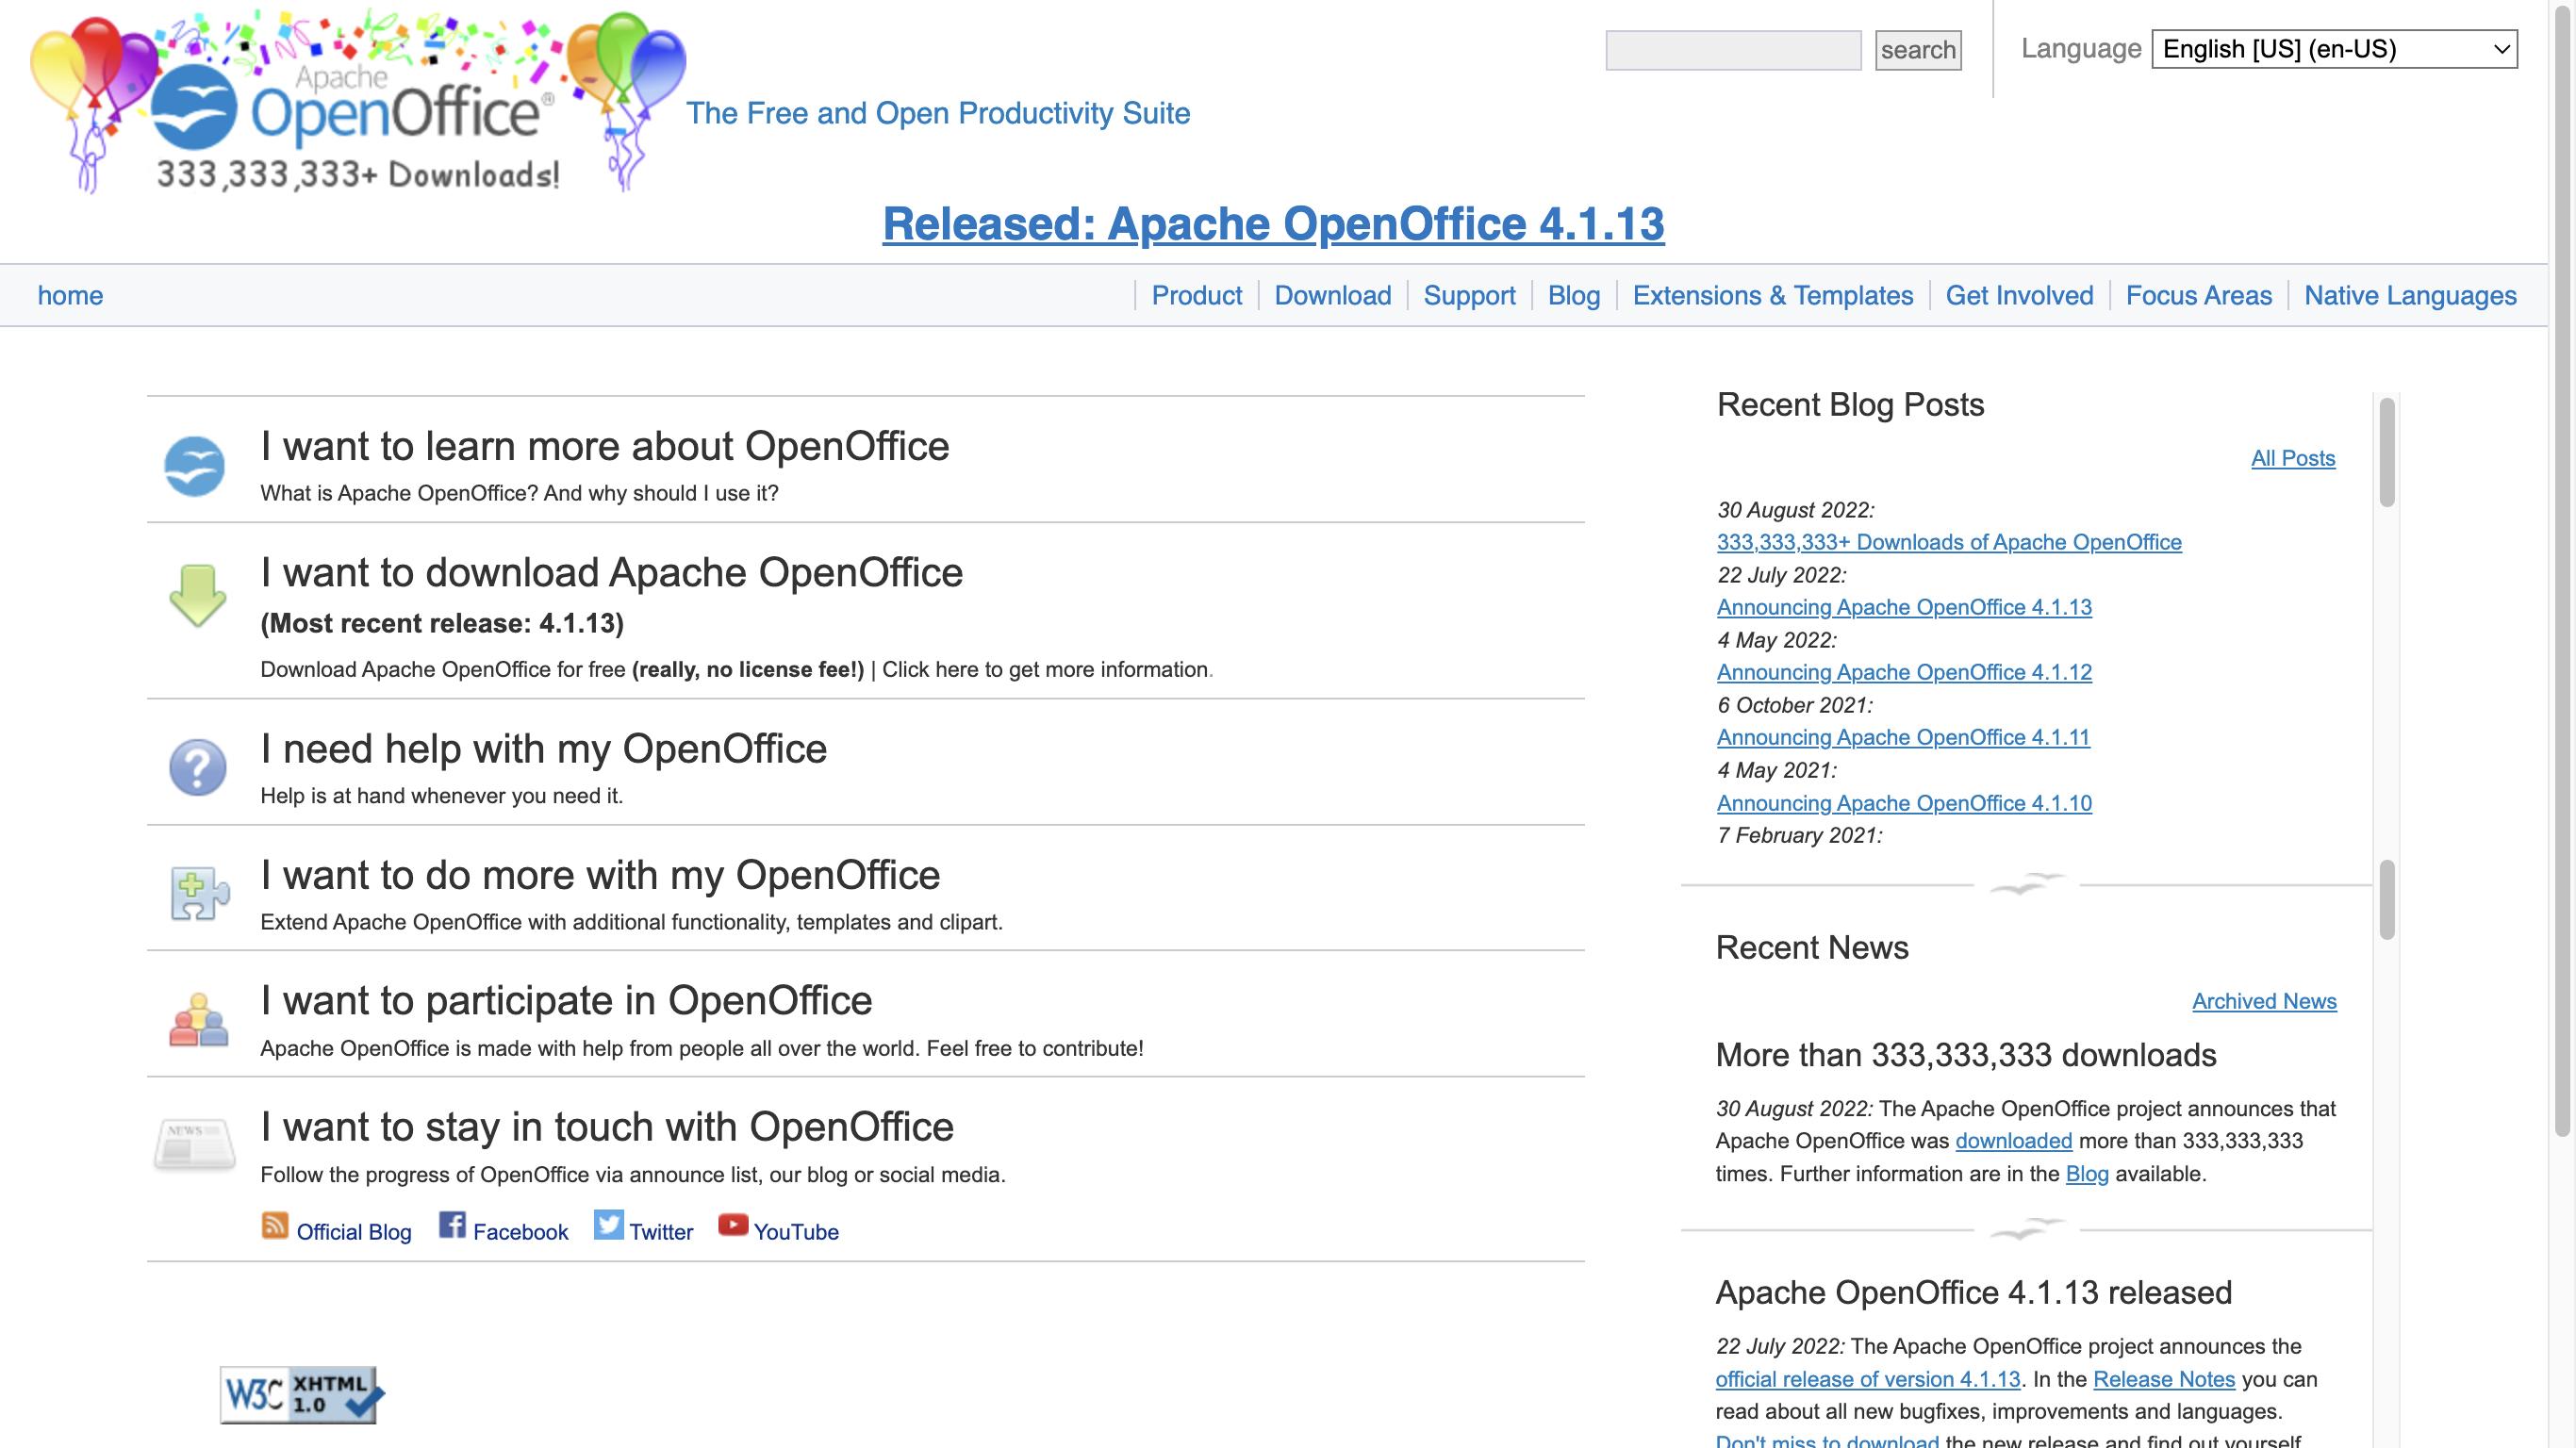 Apache
OpenOffice®
333,333,333+ Downloads!
The Free and Open Productivity Suite
search
Language English [US] (en-US)
Released: Apache OpenOffice 4.1.13
home
Product Download Support Blog Extensions & Templates Get Involved Focus Areas Native Languages
I want to learn more about OpenOffice
What is Apache OpenOffice? And why should I use it?
I want to download Apache OpenOffice
(Most recent release: 4.1.13)
Download Apache OpenOffice for free (really, no license fee!) | Click here to get more information.
I need help with my OpenOffice
Help is at hand whenever you need it.
I want to do more with my OpenOffice
Extend Apache OpenOffice with additional functionality, templates and clipart.
I want to participate in OpenOffice
Apache OpenOffice is made with help from people all over the world. Feel free to contribute!
NEWS
I want to stay in touch with OpenOffice
Follow the progress of OpenOffice via announce list, our blog or social media.
Official Blog Facebook Twitter YouTube
W3C XHTML
1.0
Recent Blog Posts
All Posts
30 August 2022:
333,333,333+ Downloads of Apache OpenOffice
22 July 2022:
Announcing Apache OpenOffice 4.1.13
4 May 2022:
Announcing Apache OpenOffice 4.1.12
6 October 2021:
Announcing Apache OpenOffice 4.1.11
4 May 2021:
Announcing Apache OpenOffice 4.1.10
7 February 2021:
Recent News
Archived News
More than 333,333,333 downloads
30 August 2022: The Apache OpenOffice project announces that
Apache OpenOffice was downloaded more than 333,333,333
times. Further information are in the Blog available.
Apache OpenOffice 4.1.13 released
22 July 2022: The Apache OpenOffice project announces the
official release of version 4.1.13. In the Release Notes you can
read about all new bugfixes, improvements and languages.
Don't miss to download the new release and find out yourself